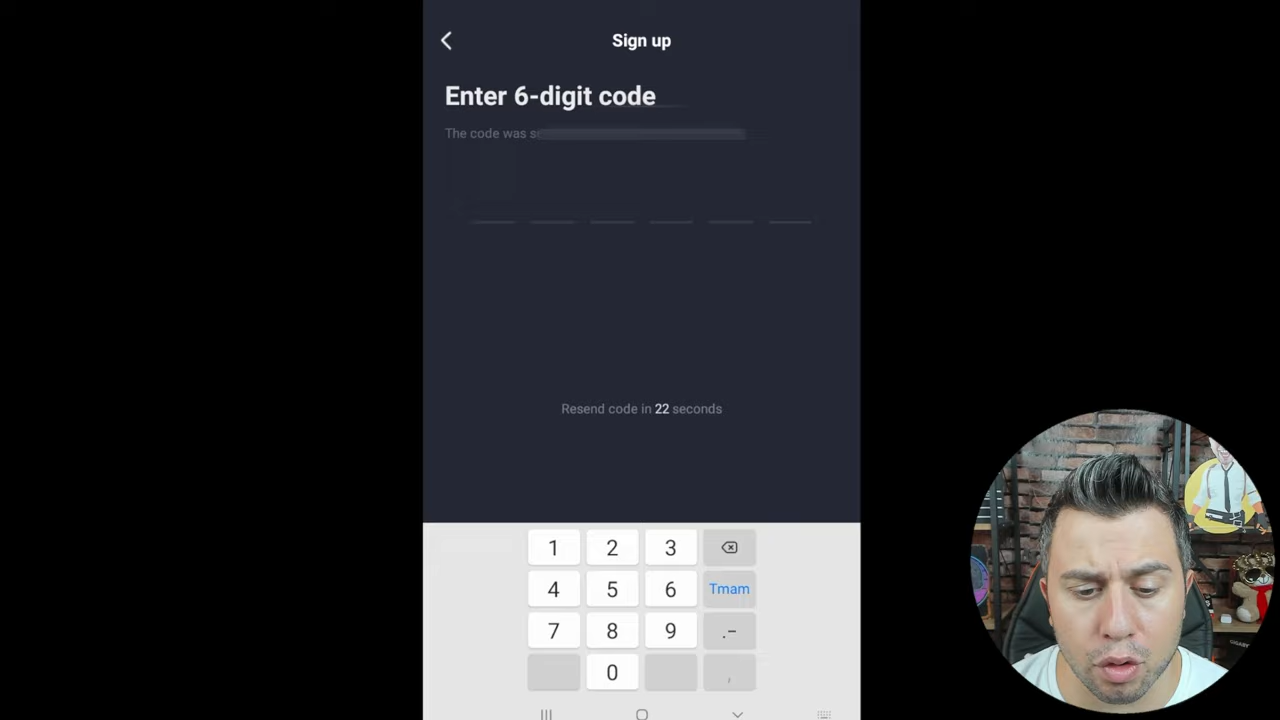 Sign up
Enter 6-digit code
The code was
Resend code in 22 seconds
1 2 3
4 5 6 Tmam
7 8 9 .-
0 ,